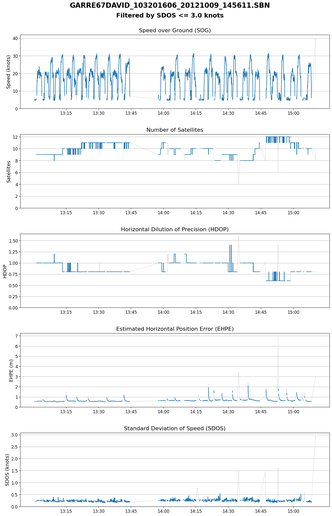 GARRE67DAVID_103201606_20121009_145611.SBN
Filtered by SDOS <= 3.0 knots
Speed over Ground (SOG)
Speed (knots)
40
30
20
10
0
13:15 13:30 13:45 14:00 14:15 14:30 14:45 15:00
Number of Satellites
Satellites
12
10
8
6
4
2
0
13:15 13:30 13:45 14:00 14:15 14:30 14:45 15:00
Horizontal Dilution of Precision (HDOP)
HDOP
1.50
1.25
1.00
0.75
0.50
0.25
0.00
13:15 13:30 13:45 14:00 14:15 14:30 14:45 15:00
Estimated Horizontal Position Error (EHPE)
EHPE (m)
7
6
5
4
3
2
1
0
13:15 13:30 13:45 14:00 14:15 14:30 14:45 15:00
Standard Deviation of Speed (SDOS)
SDOS (knots)
3.0
2.5
2.0
1.5
1.0
0.5
0.0
13:15 13:30 13:45 14:00 14:15 14:30 14:45 15:00